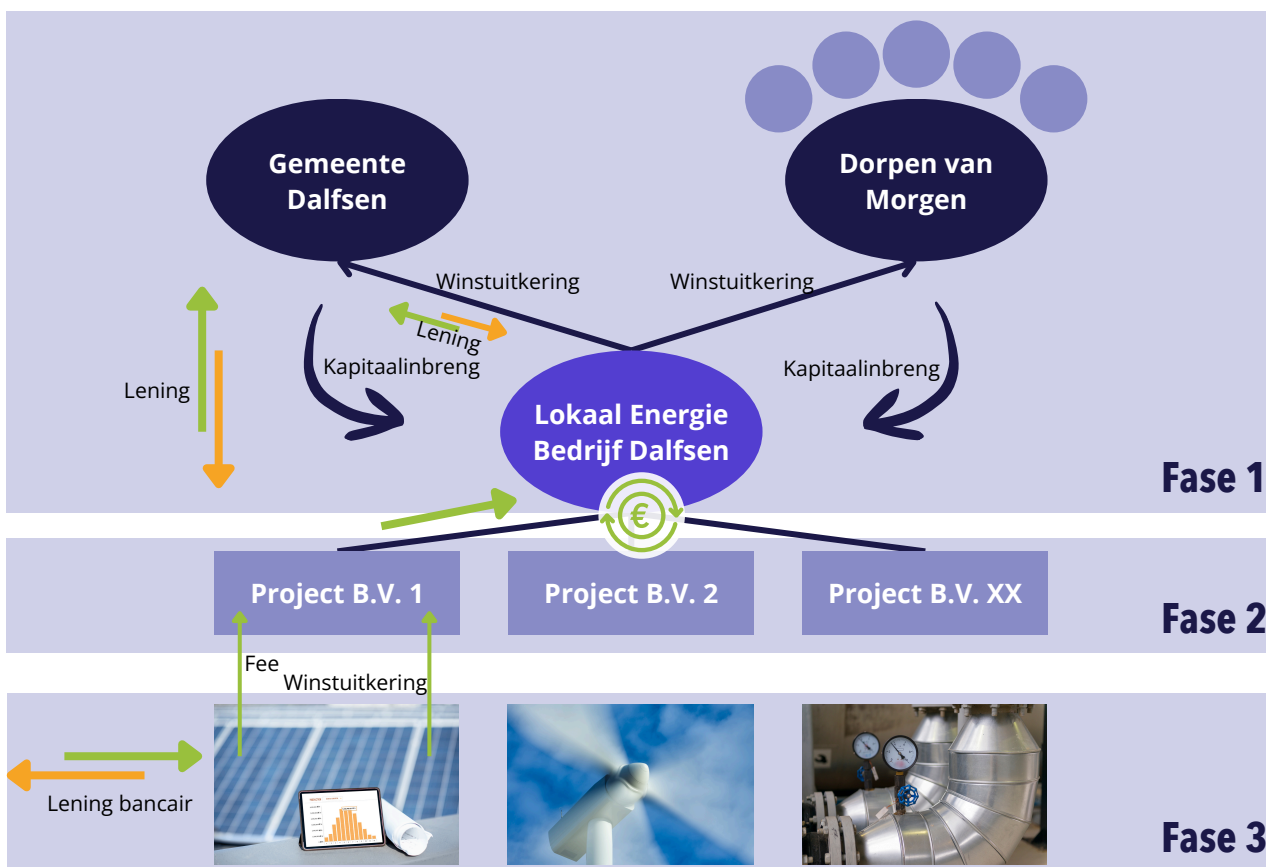 Gemeente
Dalfsen
Dorpen van
Morgen
Winstuitkering
Winstuitkering
Lening
Kapitaalinbreng
Kapitaalinbreng
Lening
Lokaal Energie
Bedrijf Dalfsen
€
Fase 1
Project B.V. 1
Project B.V. 2
Project B.V. XX
Fase 2
Fee
Winstuitkering
Lening bancair
Fase 3